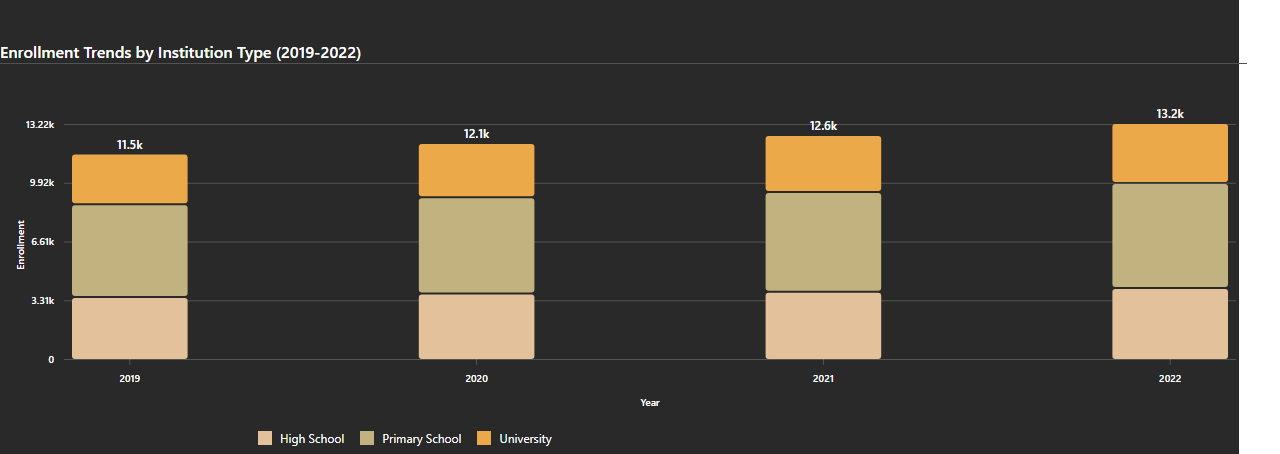 Enrollment Trends by Institution Type (2019-2022)
13.22k
9.92k
6.61k
3.31k
0
Enrollment
11.5k
12.1k
12.6k
13.2k
2019
2020
2021
2022
Year
High School
Primary School
University